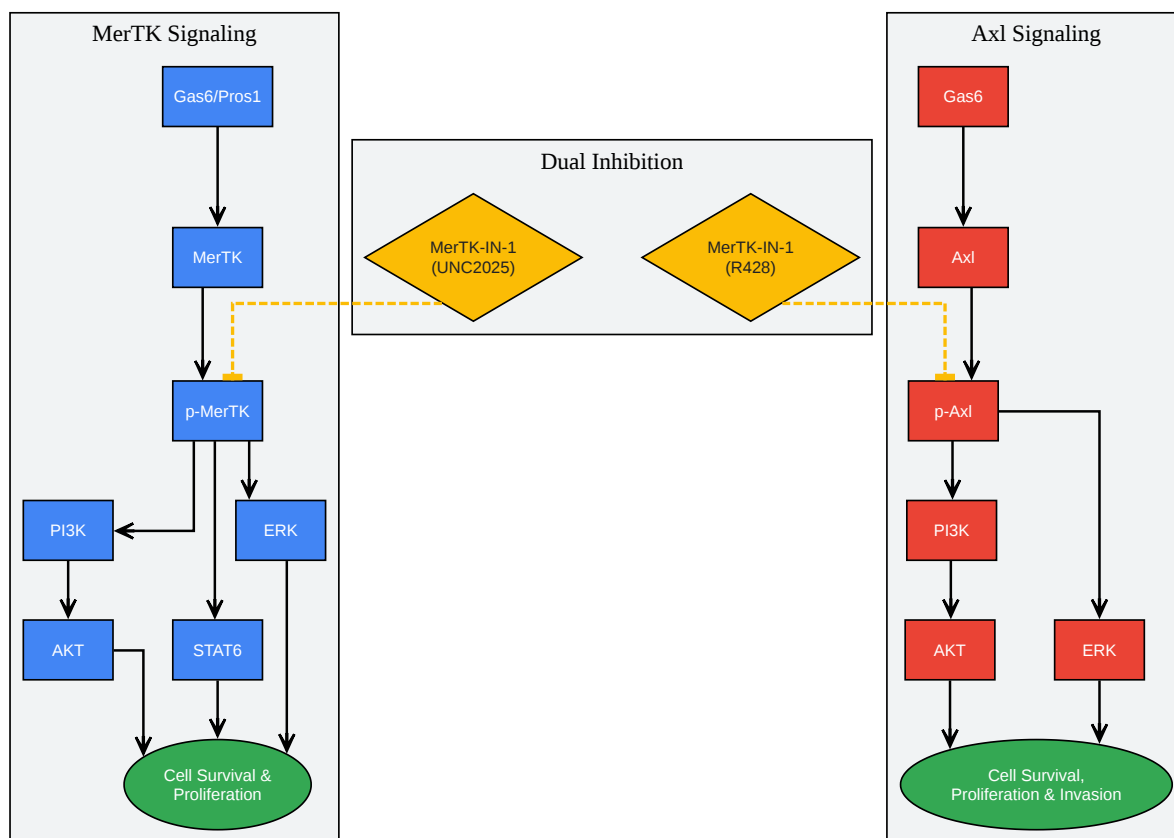 MerTK Signaling
Gas6/Pros1
MerTK
p-MerTK
PI3K
ERK
AKT
STAT6
Cell Survival &
Proliferation
Dual Inhibition
MerTK-IN-1
(UNC2025)
MerTK-IN-1
(R428)
Axl Signaling
Gas6
Axl
p-Axl
PI3K
AKT
ERK
Cell Survival,
Proliferation & Invasion